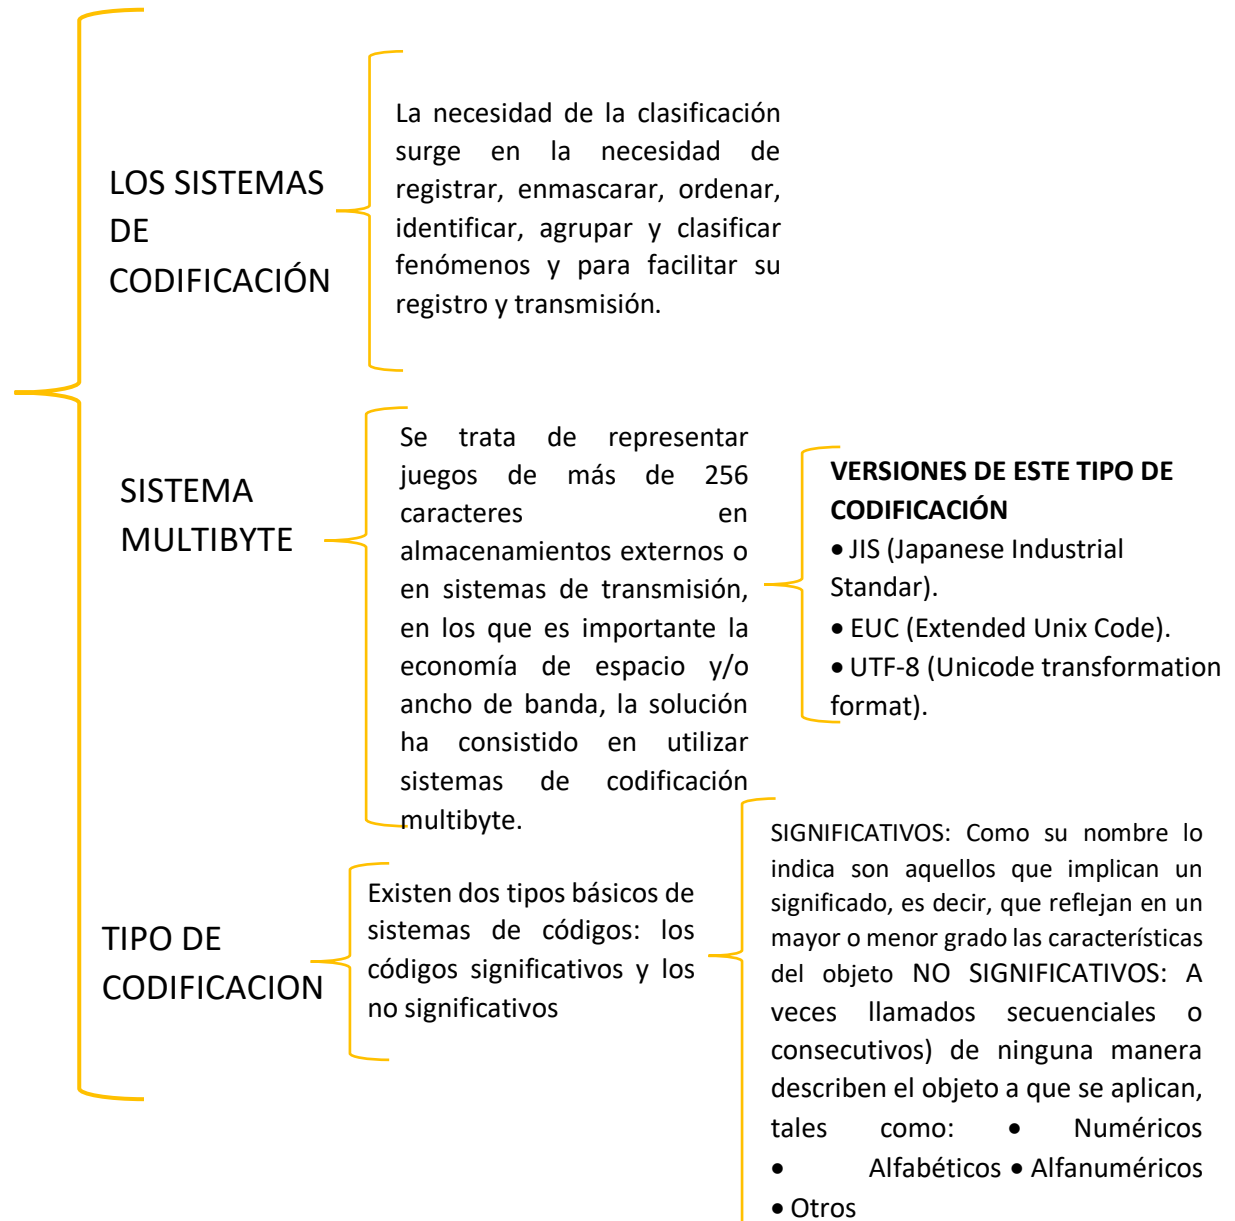 LOS SISTEMAS
DE
CODIFICACIÓN
La necesidad de la clasificación
surge en la necesidad de
registrar, enmascarar, ordenar,
identificar, agrupar y clasificar
fenómenos y para facilitar su
registro y transmisión.
SISTEMA
MULTIBYTE
Se trata de representar
juegos de más de 256
caracteres en
almacenamientos externos o
en sistemas de transmisión,
en los que es importante la
economía de espacio y/o
ancho de banda, la solución
ha consistido en utilizar
sistemas de codificación
multibyte.
VERSIONES DE ESTE TIPO DE
CODIFICACIÓN
• JIS (Japanese Industrial
Standar).
• EUC (Extended Unix Code).
• UTF-8 (Unicode transformation
format).
TIPO DE
CODIFICACION
Existen dos tipos básicos de
sistemas de códigos: los
códigos significativos y los
no significativos
SIGNIFICATIVOS: Como su nombre lo
indica son aquellos que implican un
significado, es decir, que reflejan en un
mayor o menor grado las características
del objeto NO SIGNIFICATIVOS: A
veces llamados secuenciales o
consecutivos) de ninguna manera
describen el objeto a que se aplican,
tales como: • Numéricos
• Alfabéticos • Alfanuméricos
• Otros